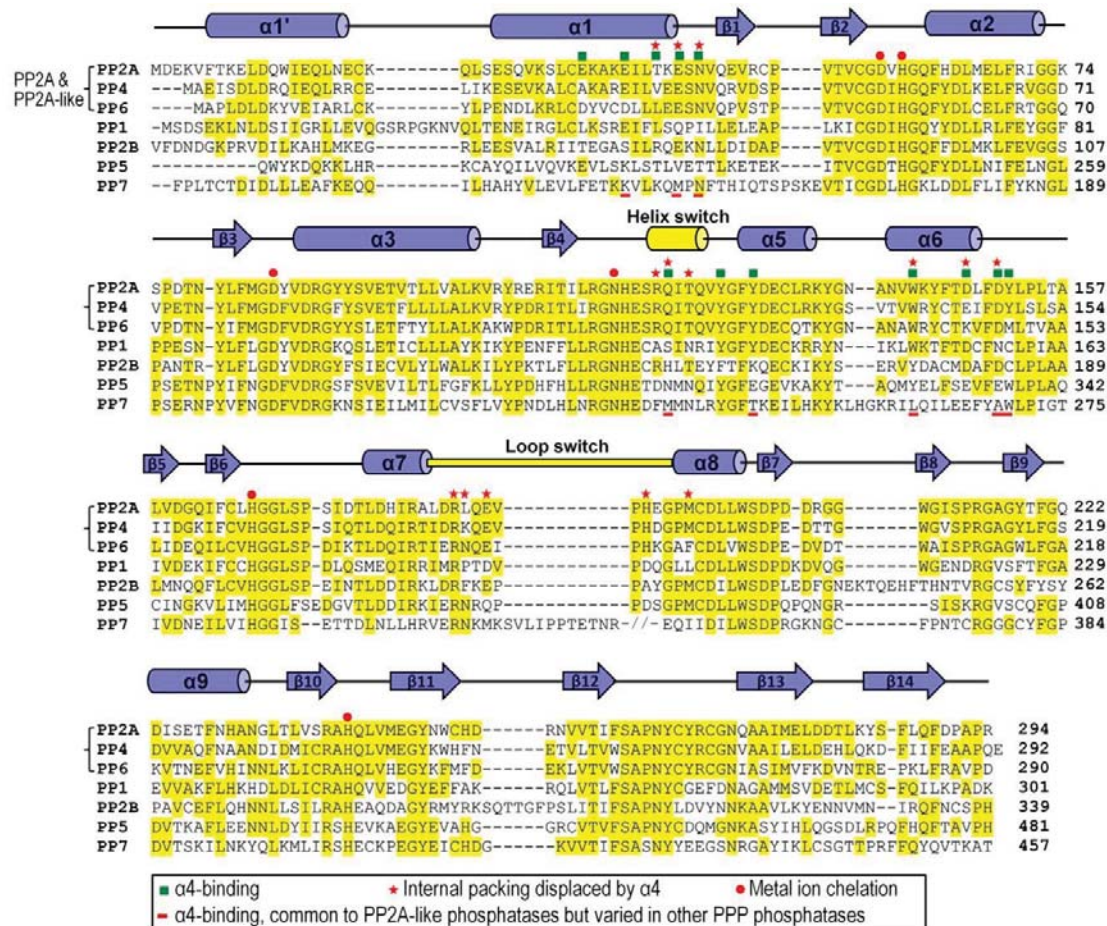 α1' α1 β1 β2 α2
PP2A & PP2A-like
PP2A MDEKVFTKELDQWIEQLNECK------QLSESQVKSLCEKAKEILTKESNVQEVRCP-----VTVCGDVHGQFHDLMELFRIGGK 74
PP4 ---MAEISDLDRQIEQLRRCE------LIKESEVKALCAKAREILVEESNVQRVDSP-----VTVCGDIHGQFYDLKELFRVGGD 71
PP6 ----MAPLDLDKYVEIARLCK------YLPENDLKRLCDYVCDLLLEESNVQPVSTP-----VTVCGDIHGQFYDLCELFRTGGQ 70
PP1 -MSDSEKLNLDSIIGRLLEVQGSRPGKNVQLTENEIRGLCLKSREIFLSQPILLELEAP-----LKICGDIHGQYYDLLRLFEYGGF 81
PP2B VFDNDGKPRVDILKAHLMKEG------RLEESVALRIITEGASILRQEKNLLDIDAP-----VTVCGDIHGQFFDLMKLFEVGGS 107
PP5 --------QWYKDQKKLHR------KCAYQILVQVKEVLSKLSTLVETTLKETEK-----ITVCGDTHGQFYDLLNIFELNGL 259
PP7 --FPLTCTDIDLLLEAFKEQQ------ILHAHYVLEVLFETKKVLKQMPNFTHIQTSPSKEVTICGDLHGKLDDLFLIFYKNGL 189
Helix switch
β3 α3 β4 α5 α6
PP2A SPDTN-YLFMGDYVDRGYYSVETVTLLVALKVRYRERITILRGNHESRQITQVYGFYDECLRKYGN--ANVWKYFTDLFDYLPLTA 157
PP4 VPETN-YLFMGDFVDRGFYSVETFLLLLALKVRYPDRITLIRGNHESRQITQVYGFYDECLRKYGS--VTVWRYCTEIFDYLSLSA 154
PP6 VPDTN-YIFMGDFVDRGYYSLETFTYLLALKAKWPDRITLLRGNHESRQITQVYGFYDECQTKYGN--ANAWRYCTKVFDMLTVAA 153
PP1 PPESN-YLFLGDYVDRGKQSLETICLLLAYKIKYPENFFLLRGNHECASINRIYGFYDECKRRYN---IKLWKTFTDCFNCLPIAA 163
PP2B PANTR-YLFLGDYVDRGYFSIECVLYLWALKILYPKTLFLLRGNHECRHLTEYFTFKQECKIKYS---ERVYDACMDAFDCLPLAA 189
PP5 PSETNPYIFNGDFVDRGSFSVEVILTLFGFKLLYPDHFHLLRGNHETDNMNQIYGFEGEVKAKYT---AQMYELFSEVFEWLPLAQ 342
PP7 PSERNPYVFNGDFVDRGKNSIEILMILCVSFLVYPNDLHLNRGNHEDFMMNLRYGFTKEILHKYKLHGKRILQILEEFYAWLPIGT 275
Loop switch
β5 β6 α7 α8 β7 β8 β9
PP2A LVDGQIFCLHGGLSP-SIDTLDHIRALDRLQEV------------PHEGPMCDLLWSDPD-DRGG------WGISPRGAGYTFGQ 222
PP4 IIDGKIFCVHGGLSP-SIQTLDQIRTIDRKQEV------------PHDGPMCDLLWSDPE-DTTG------WGVSPRGAGYLFGS 219
PP6 LIDEQILCVHGGLSP-DIKTLDQIRTIERNQEI------------PHKGAFCDLVWSDPE-DVDT------WAISPRGAGWLFGA 218
PP1 IVDEKIFCCHGGLSP-DLQSMEQIRRIMRPTDV------------PDQGLLCDLLWSDPDKDVQG------WGENDRGVSFTFGA 229
PP2B LMNQQFLCVHGGLSP-EINTLDDIRKLDRFKEP------------PAYGPMCDILWSDPLEDFGNEKTQEHFTHNTVRGCSYFYSY 262
PP5 CINGKVLIMHGGLFSEDGVTLDDIRKIERNRQP------------PDSGPMCDLLWSDPQPQNGR------SISKRGVSCQFGP 408
PP7 IVDNEILVIHGGIS--ETTDLNLLHRVERNKMKSVLIPPTETNR-//-EQIIDILWSDPRGKNGC------FPNTCRGGGCYFGP 384
α9 β10 β11 β12 β13 β14
PP2A DISETFNHANGLTLVSRAHQLVMEGYNWCHD------RNVVTIFSAPNYCYRCGNQAAIMELDDTLKYS-FLQFDPAPR 294
PP4 DVVAQFNAANDIDMICRAHQLVMEGYKWHFN------ETVLTVWSAPNYCYRCGNVAAILELDEHLQKD-FIIFEAAPQE 292
PP6 KVTNEFVHINNLKLICRAHQLVHEGYKFMFD------EKLVTVWSAPNYCYRCGNIASIMVFKDVNTRE-PKLFRAVPD 290
PP1 EVVAKFLHKHDLDLICRAHQVVEDGYEFFAK------RQLVTLFSAPNYCGEFDNAGAMMSVDETLMCS-FQILKPADK 301
PP2B PAVCEFLQHNNLLSILRAHEAQDAGYRMYRKSQTTGFPSLITIFSAPNYLDVYNNKAAVLKYENNVMN--IRQFNCSPH 339
PP5 DVTKAFLEENNLDYIIRSHEVKAEGYEVAHG------GRCVTVFSAPNYCDQMGNKASYIHLQGSDLRPQFHQFTAVPH 481
PP7 DVTSKILNKYQLKMLIRSHECKPEGYEICHDG-----KVVTIFSASNYYEEGSNRGAYIKLCSGTTPRFFQYQVTKAT 457
α4-binding Internal packing displaced by α4 Metal ion chelation
α4-binding, common to PP2A-like phosphatases but varied in other PPP phosphatases